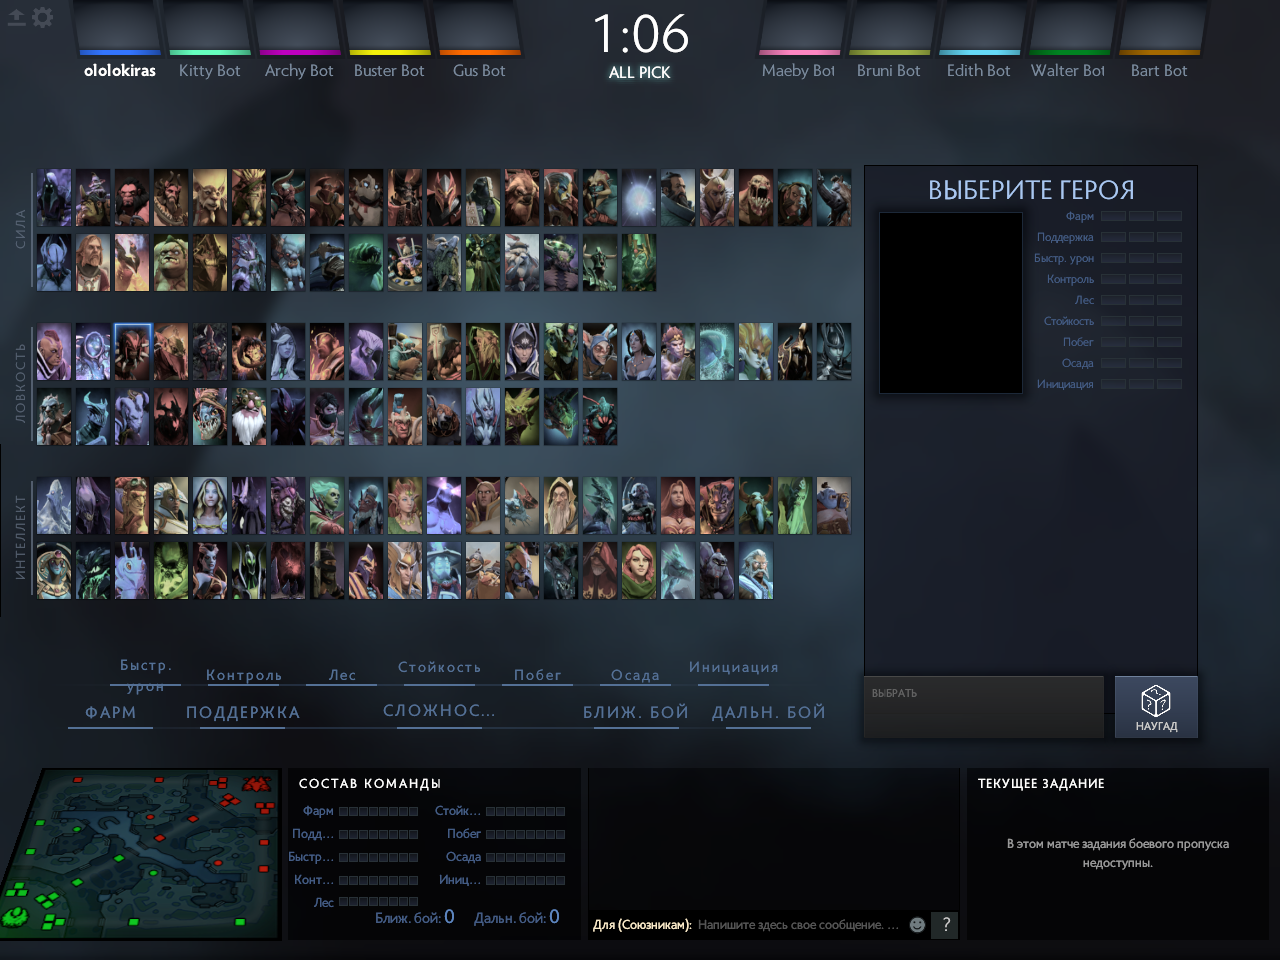 1:06
ALL PICK
ololokiras
Kitty Bot
Archy Bot
Buster Bot
Gus Bot
Maeby Bot
Bruni Bot
Edith Bot
Walter Bot
Bart Bot
СИЛА
ЛОВКОСТЬ
ИНТЕЛЛЕКТ
ВЫБЕРИТЕ ГЕРОЯ
Фарм
Поддержка
Быстр. урон
Контроль
Лес
Стойкость
Побег
Осада
Инициация
Быстр.
урон
Контроль
Лес
Стойкость
Побег
Осада
Инициация
ФАРМ
ПОДДЕРЖКА
СЛОЖНОС...
БЛИЖ. БОЙ
ДАЛЬН. БОЙ
ВЫБРАТЬ
НАУГАД
СОСТАВ КОМАНДЫ
Фарм
Подд...
Быстр...
Конт...
Лес
Стойк...
Побег
Осада
Иниц...
Ближ. бой: 0
Дальн. бой: 0
Для (Союзникам): Напишите здесь свое сообщение. ...
?
ТЕКУЩЕЕ ЗАДАНИЕ
В этом матче задания боевого пропуска
недоступны.